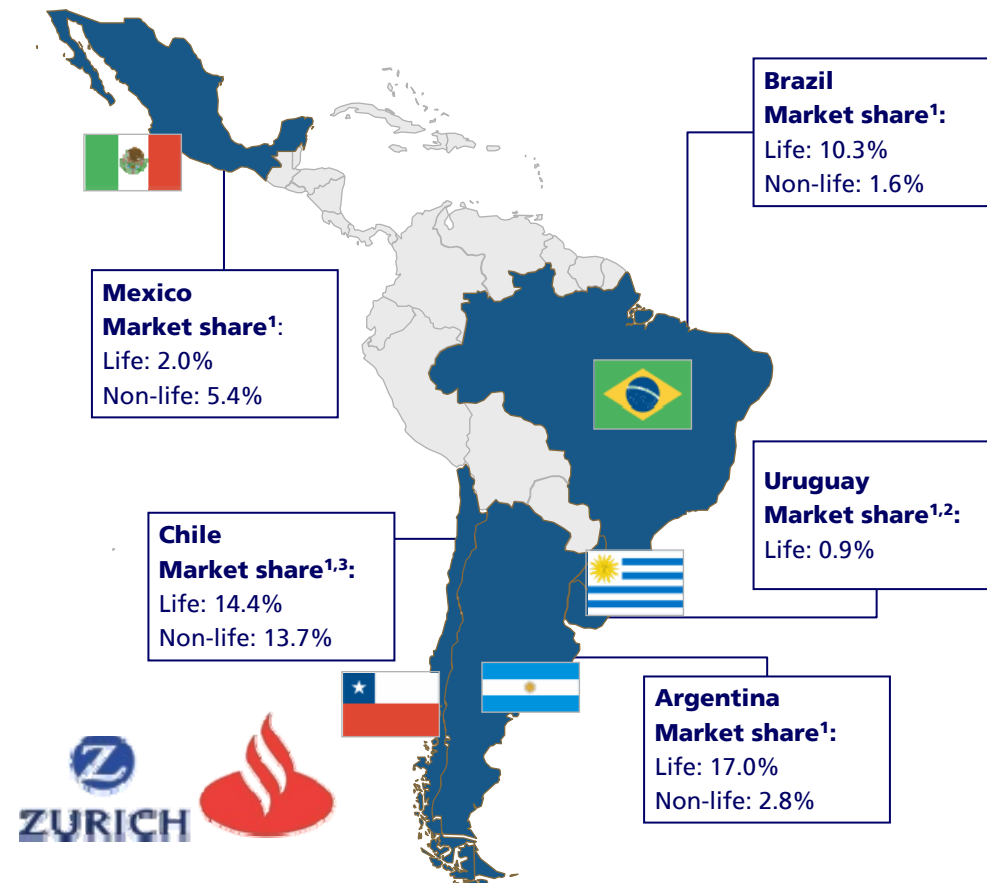 Brazil
Market share¹:
Life: 10.3%
Non-life: 1.6%
Mexico
Market share¹:
Life: 2.0%
Non-life: 5.4%
Uruguay
Market share¹,²:
Life: 0.9%
Chile
Market share¹,³:
Life: 14.4%
Non-life: 13.7%
Argentina
Market share¹:
Life: 17.0%
Non-life: 2.8%
Z
ZURICH